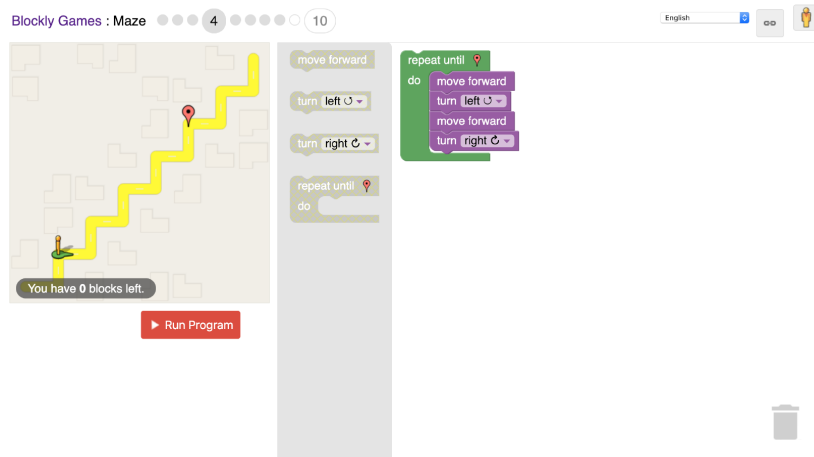 Blockly Games : Maze 4 10
English
move forward
turn left
turn right
repeat until
do
repeat until
do move forward
turn left
move forward
turn right
You have 0 blocks left.
Run Program